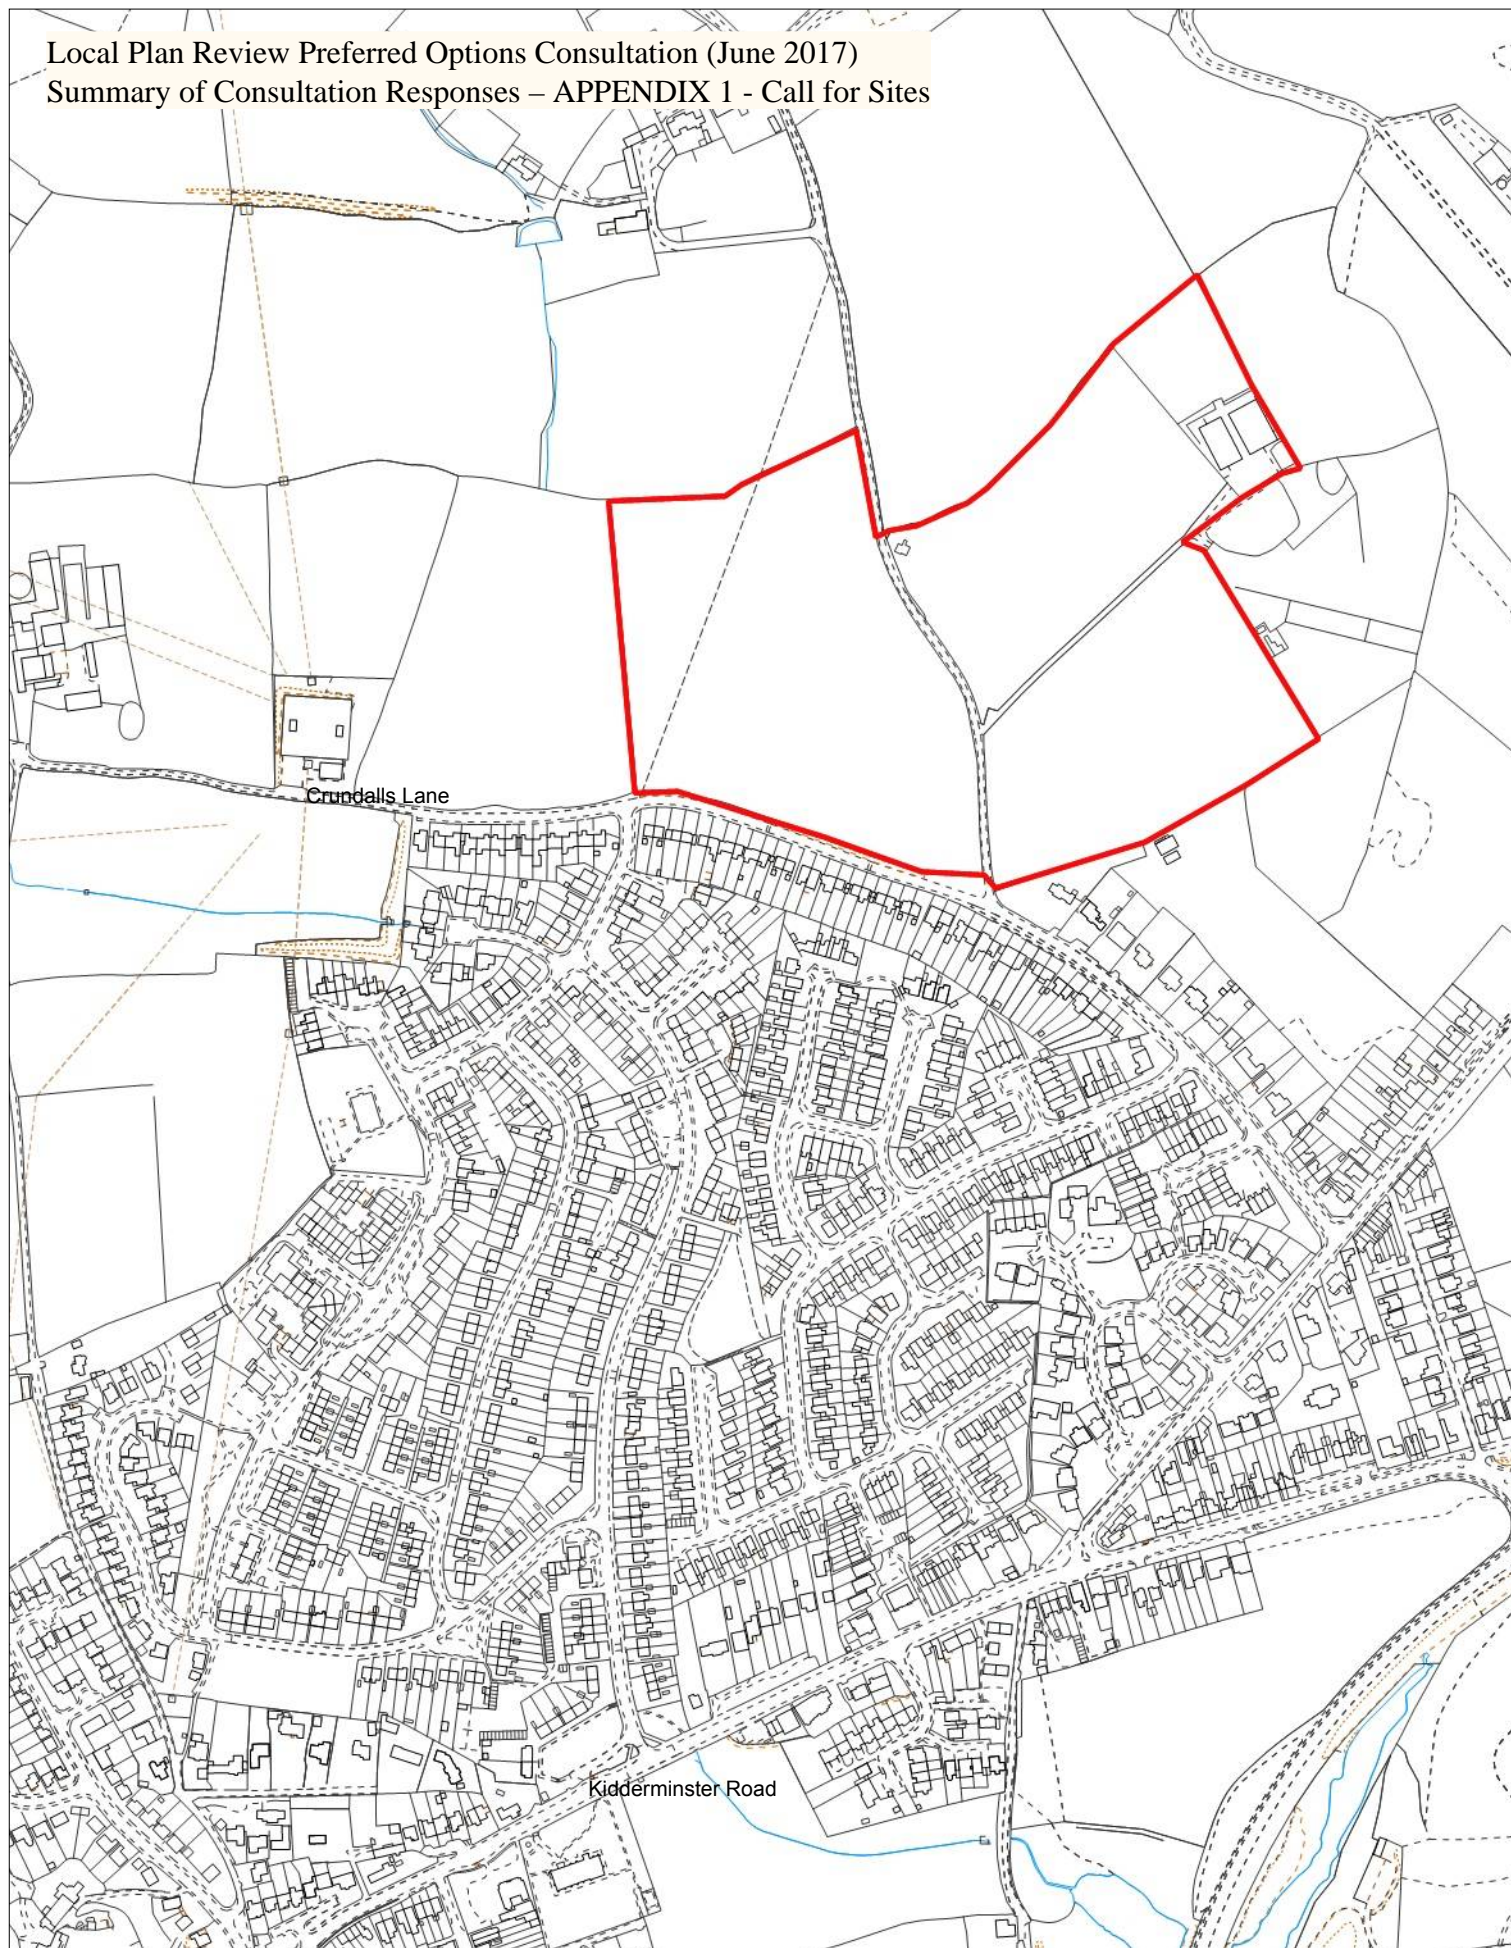 Local Plan Review Preferred Options Consultation (June 2017)
Summary of Consultation Responses – APPENDIX 1 - Call for Sites
Crundalls Lane
Kidderminster Road